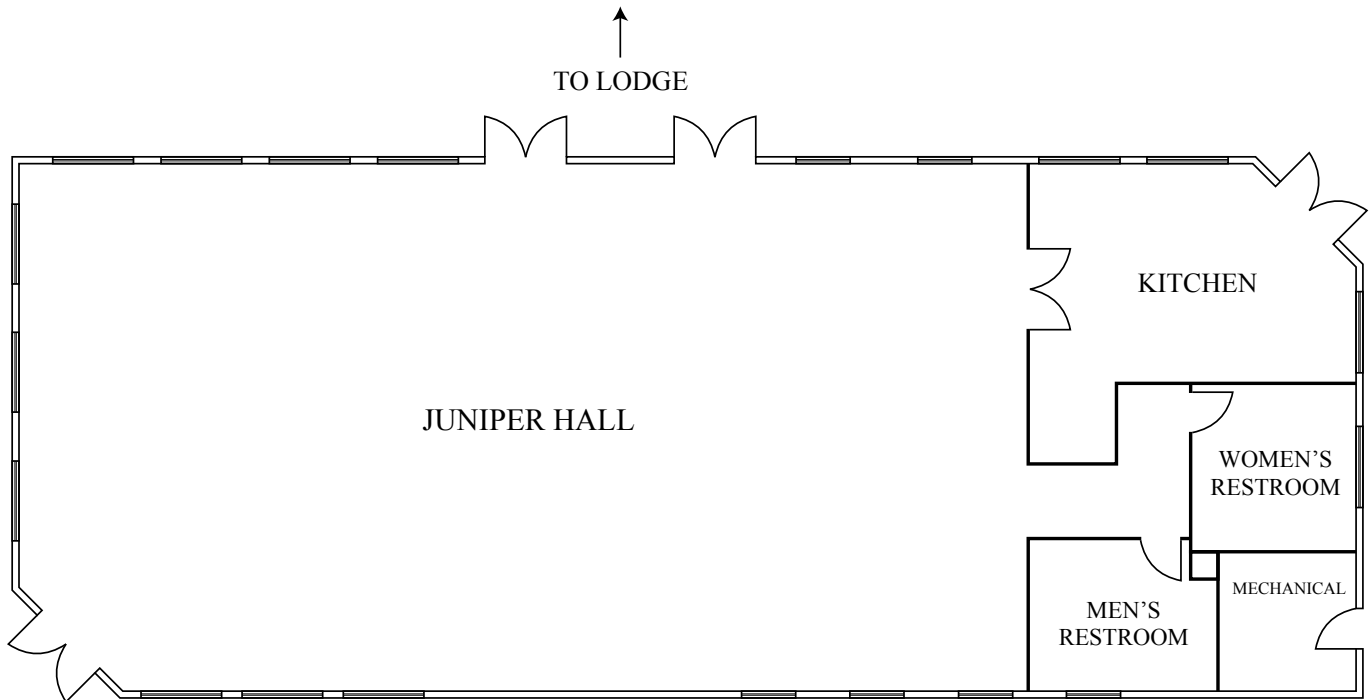 TO LODGE
KITCHEN
JUNIPER HALL
WOMEN’S
RESTROOM
MECHANICAL
MEN’S
RESTROOM